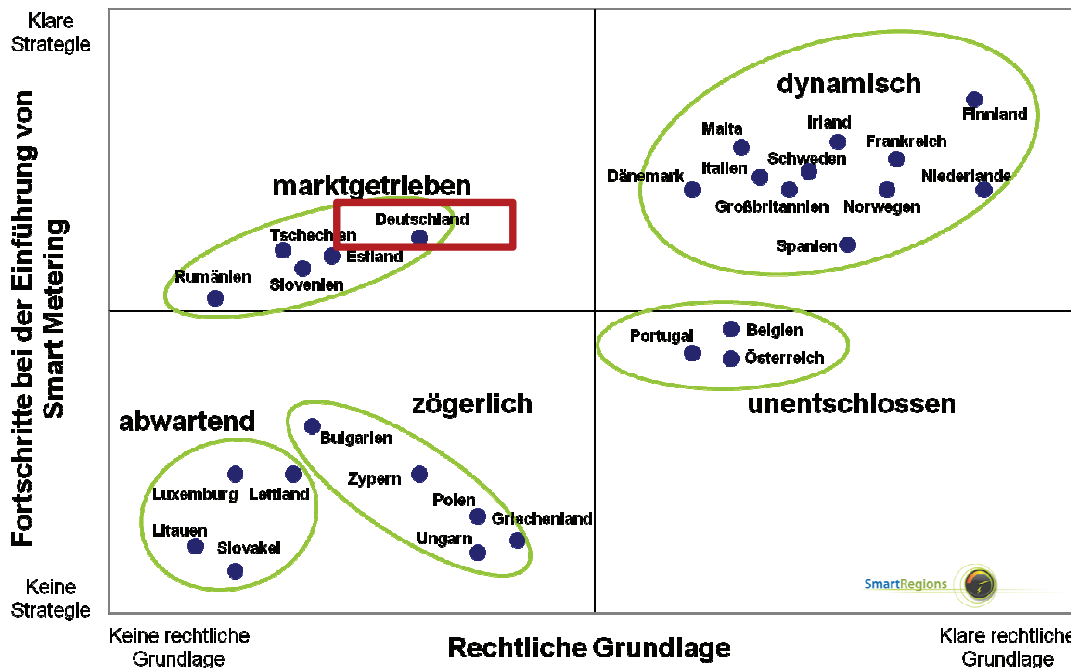 Klare
Strategie
Fortschritte bei der Einführung von
Smart Metering
Keine
Strategie
dynamisch
Finnland
Irland
Malta
Frankreich
Schweden
Italien
Dänemark
Niederlande
Großbritannien
Norwegen
Spanien
marktgetrieben
Deutschland
Tschechien
Estland
Rumänien
Slovenien
Portugal
Belgien
Österreich
unentschlossen
zögerlich
abwartend
Bulgarien
Zypern
Luxemburg
Lettland
Polen
Griechenland
Litauen
Ungarn
Slovakei
SmartRegions
Keine rechtliche
Grundlage
Rechtliche Grundlage
Klare rechtliche
Grundlage